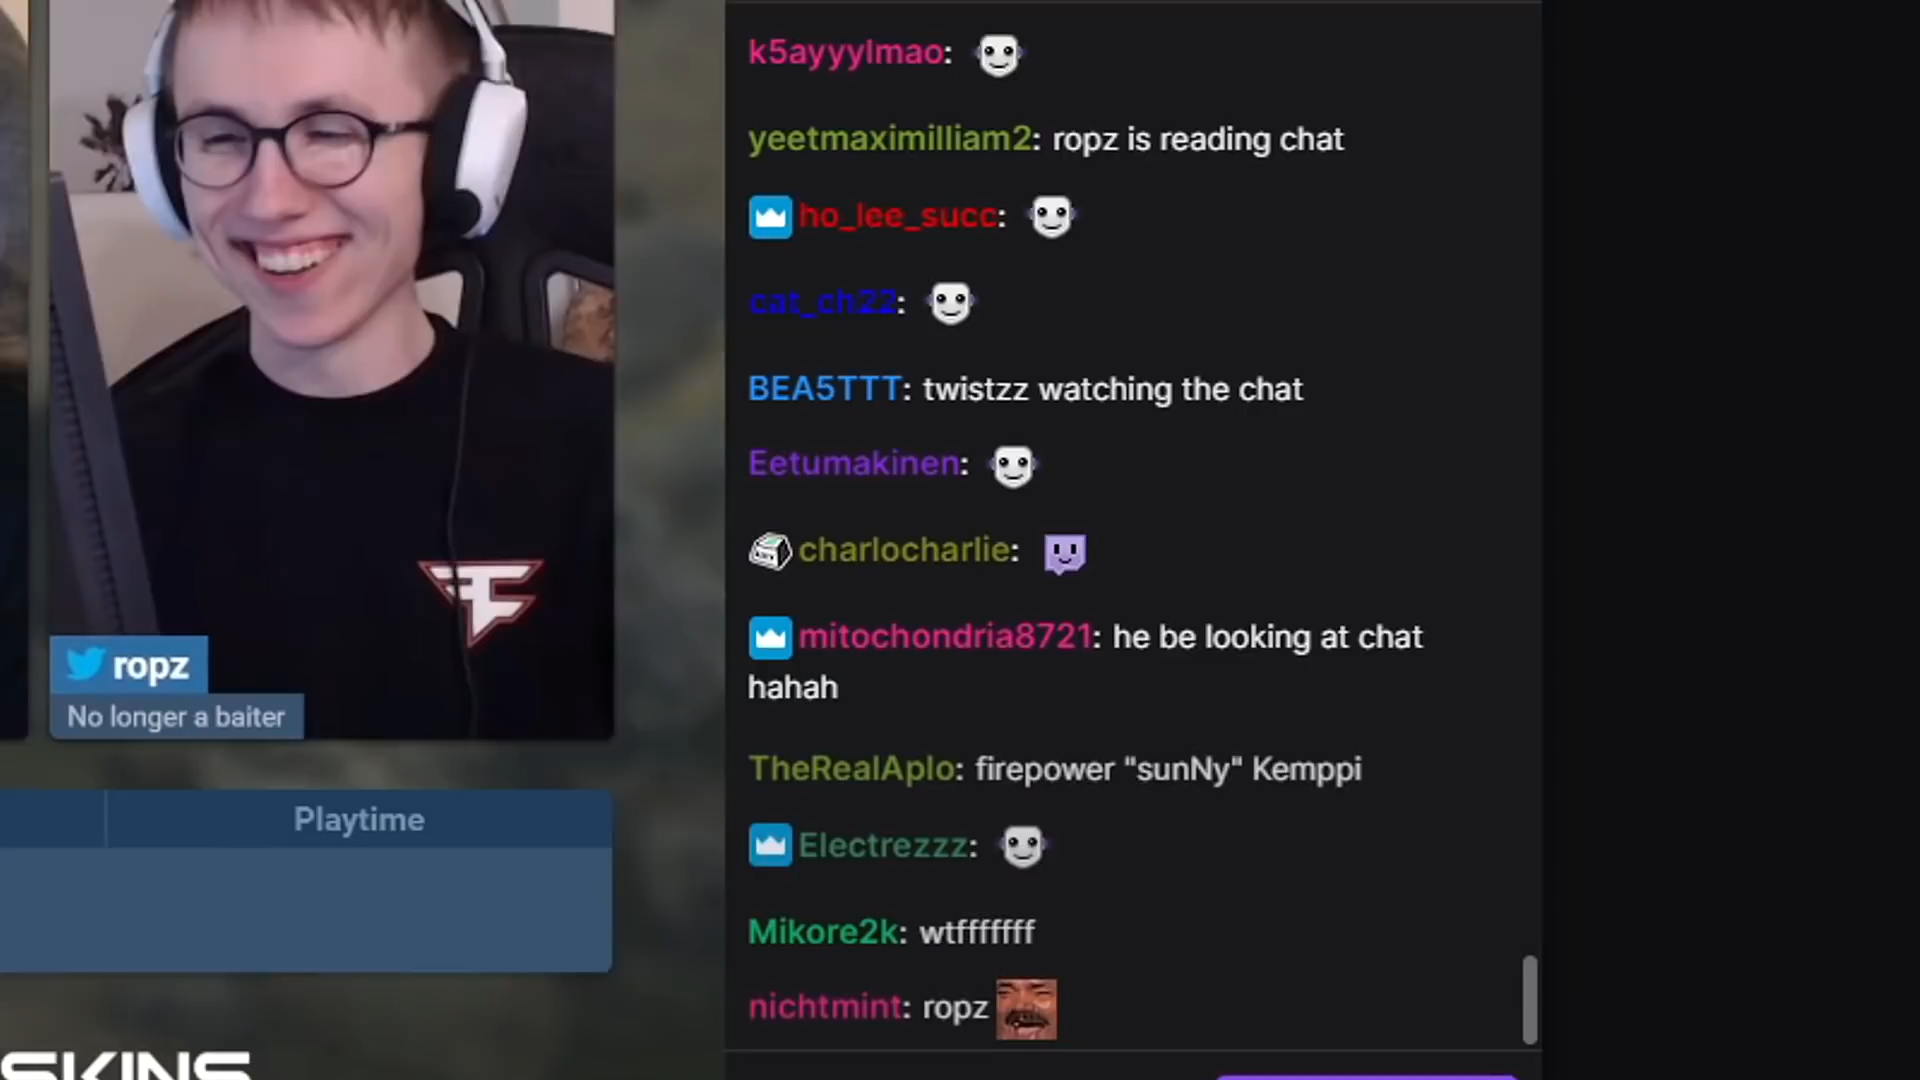 ropz
No longer a baiter
Playtime
SKINS
k5ayyylmao:
yeetmaximilliam2: ropz is reading chat
ho_lee_succ:
cat_ch22:
BEA5TTT: twistzz watching the chat
Eetumakinen:
charlocharlie:
mitochondria8721: he be looking at chat
hahah
TheRealAplo: firepower "sunNy" Kemppi
Electrezzz:
Mikore2k: wtffffffff
nichtmint: ropz